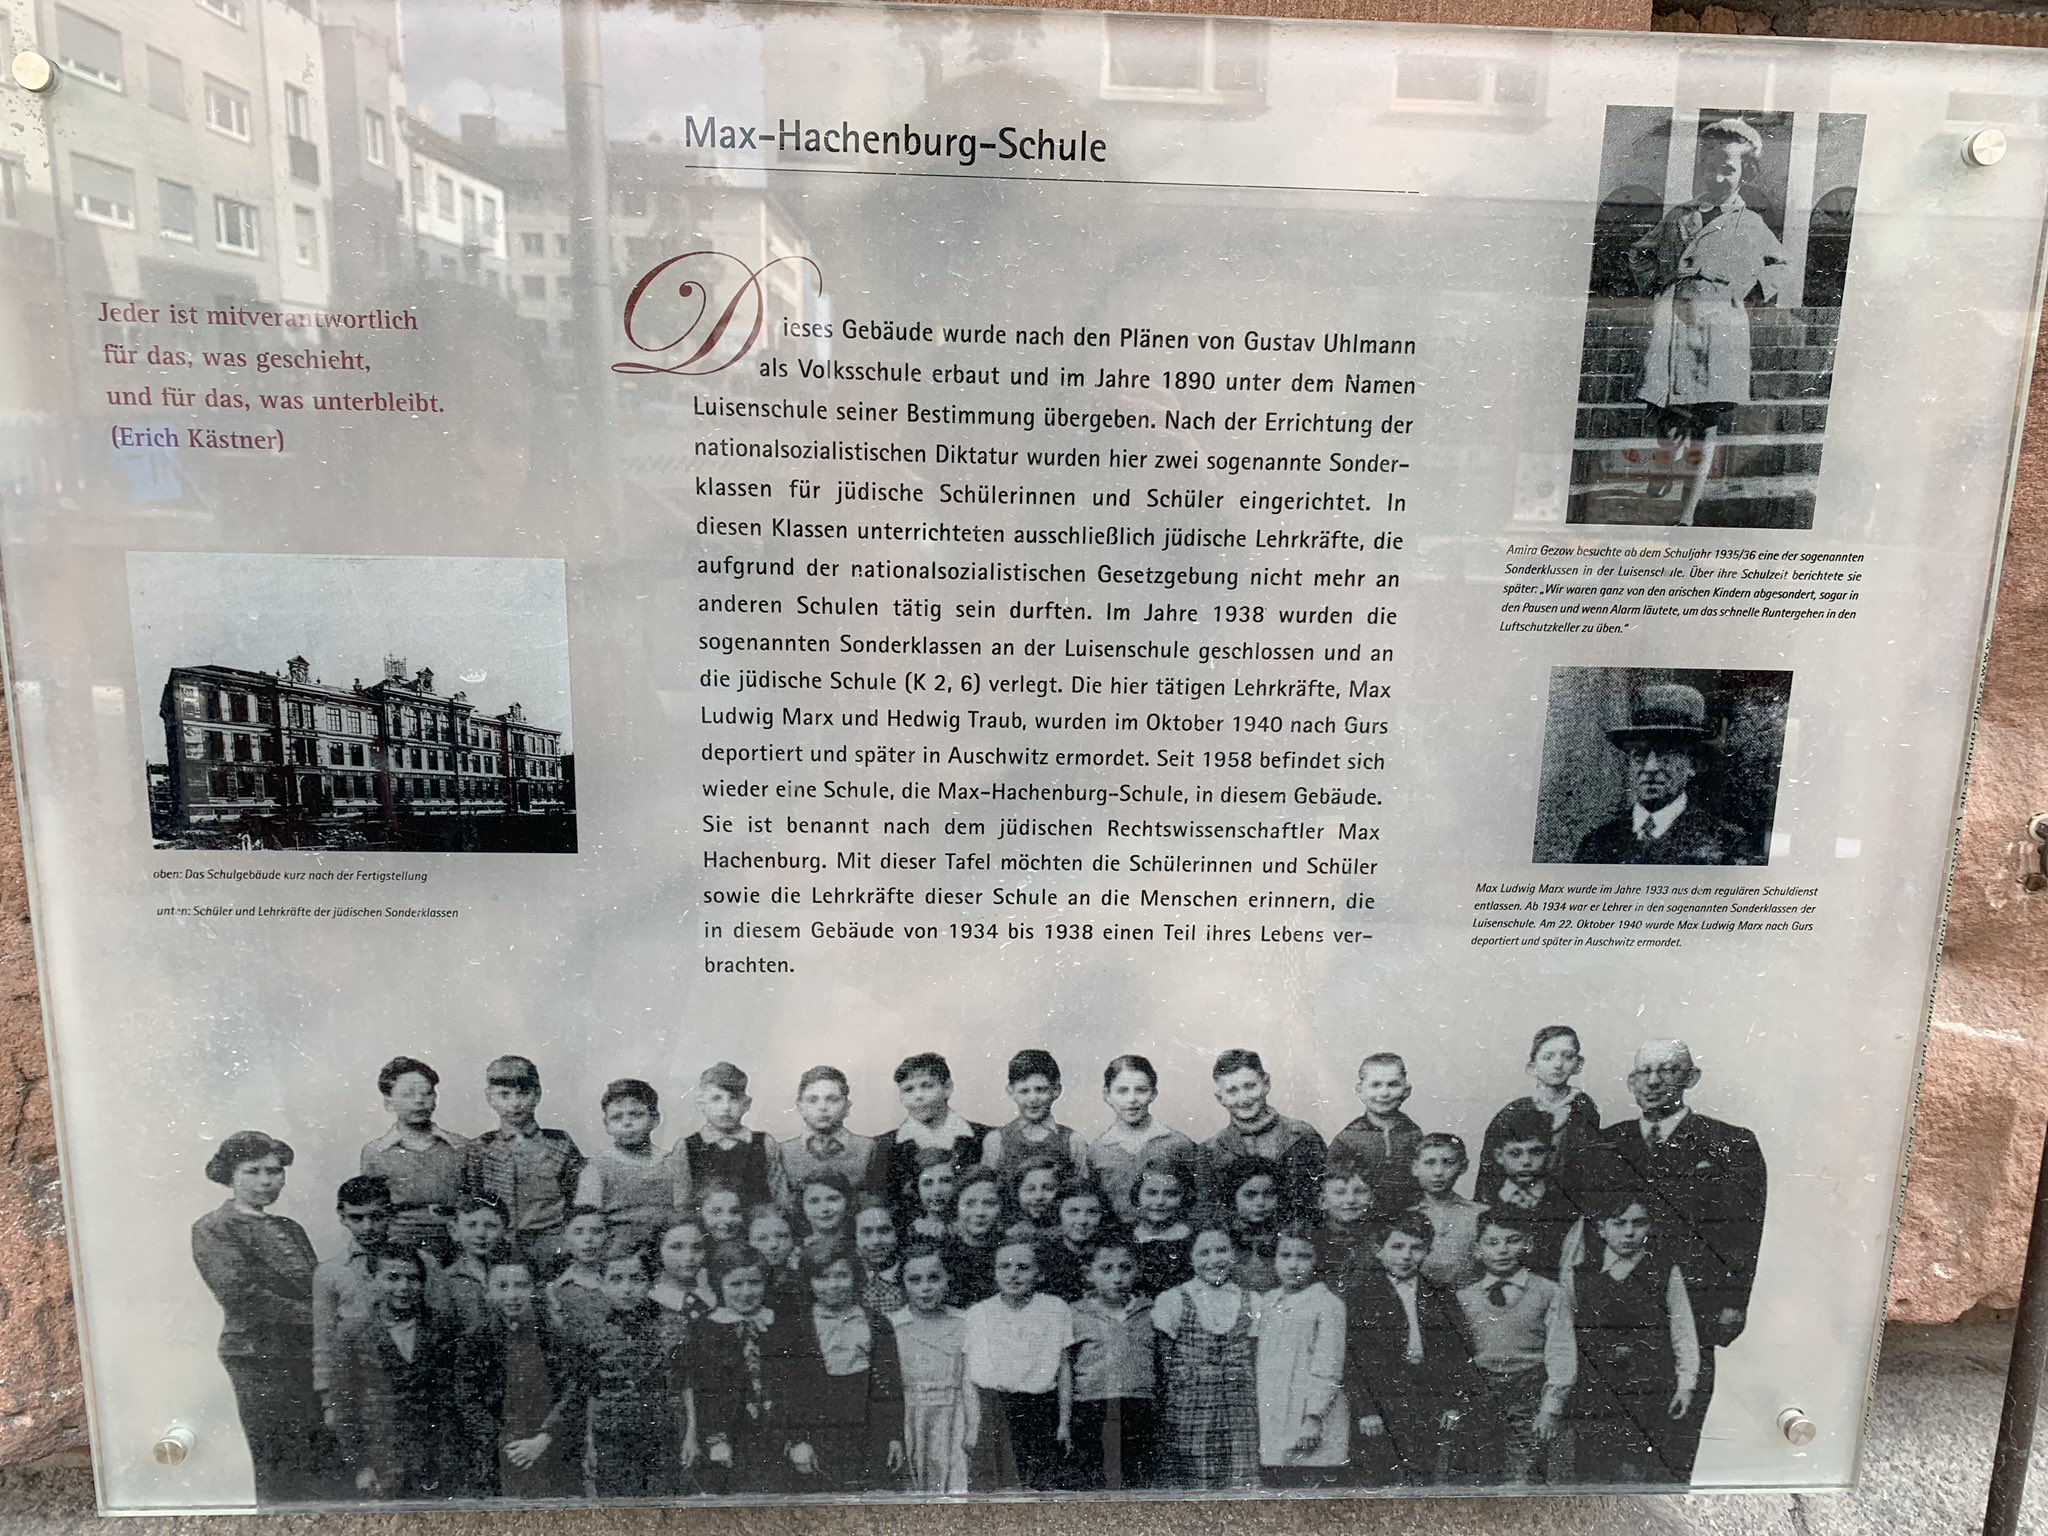 Max-Hachenburg-Schule
Jeder ist mitverantwortlich
für das, was geschieht,
und für das, was unterbleibt.
(Erich Kästner)
Dieses Gebäude wurde nach den Plänen von Gustav Uhlmann
als Volksschule erbaut und im Jahre 1890 unter dem Namen
Luisenschule seiner Bestimmung übergeben. Nach der Errichtung der
nationalsozialistischen Diktatur wurden hier zwei sogenannte Sonder-
klassen für jüdische Schülerinnen und Schüler eingerichtet. In
diesen Klassen unterrichteten ausschließlich jüdische Lehrkräfte, die
aufgrund der nationalsozialistischen Gesetzgebung nicht mehr an
anderen Schulen tätig sein durften. Im Jahre 1938 wurden die
sogenannten Sonderklassen an der Luisenschule geschlossen und an
die jüdische Schule (K 2, 6) verlegt. Die hier tätigen Lehrkräfte, Max
Ludwig Marx und Hedwig Traub, wurden im Oktober 1940 nach Gurs
deportiert und später in Auschwitz ermordet. Seit 1958 befindet sich
wieder eine Schule, die Max-Hachenburg-Schule, in diesem Gebäude.
Sie ist benannt nach dem jüdischen Rechtswissenschaftler Max
Hachenburg. Mit dieser Tafel möchten die Schülerinnen und Schüler
sowie die Lehrkräfte dieser Schule an die Menschen erinnern, die
in diesem Gebäude von 1934 bis 1938 einen Teil ihres Lebens ver-
brachten.
oben: Das Schulgebäude kurz nach der Fertigstellung
unten: Schüler und Lehrkräfte der jüdischen Sonderklassen
Amira Gezow besuchte ab dem Schuljahr 1935/36 eine der sogenannten
Sonderklassen in der Luisenschule. Über ihre Schulzeit berichtete sie
später: „Wir waren ganz von den arischen Kindern abgesondert, sogar in
den Pausen und wenn Alarm läutete, um das schnelle Runtergehen in den
Luftschutzkeller zu üben."
Max Ludwig Marx wurde im Jahre 1933 aus dem regulären Schuldienst
entlassen. Ab 1934 war er Lehrer in den sogenannten Sonderklassen der
Luisenschule. Am 22. Oktober 1940 wurde Max Ludwig Marx nach Gurs
deportiert und später in Auschwitz ermordet.